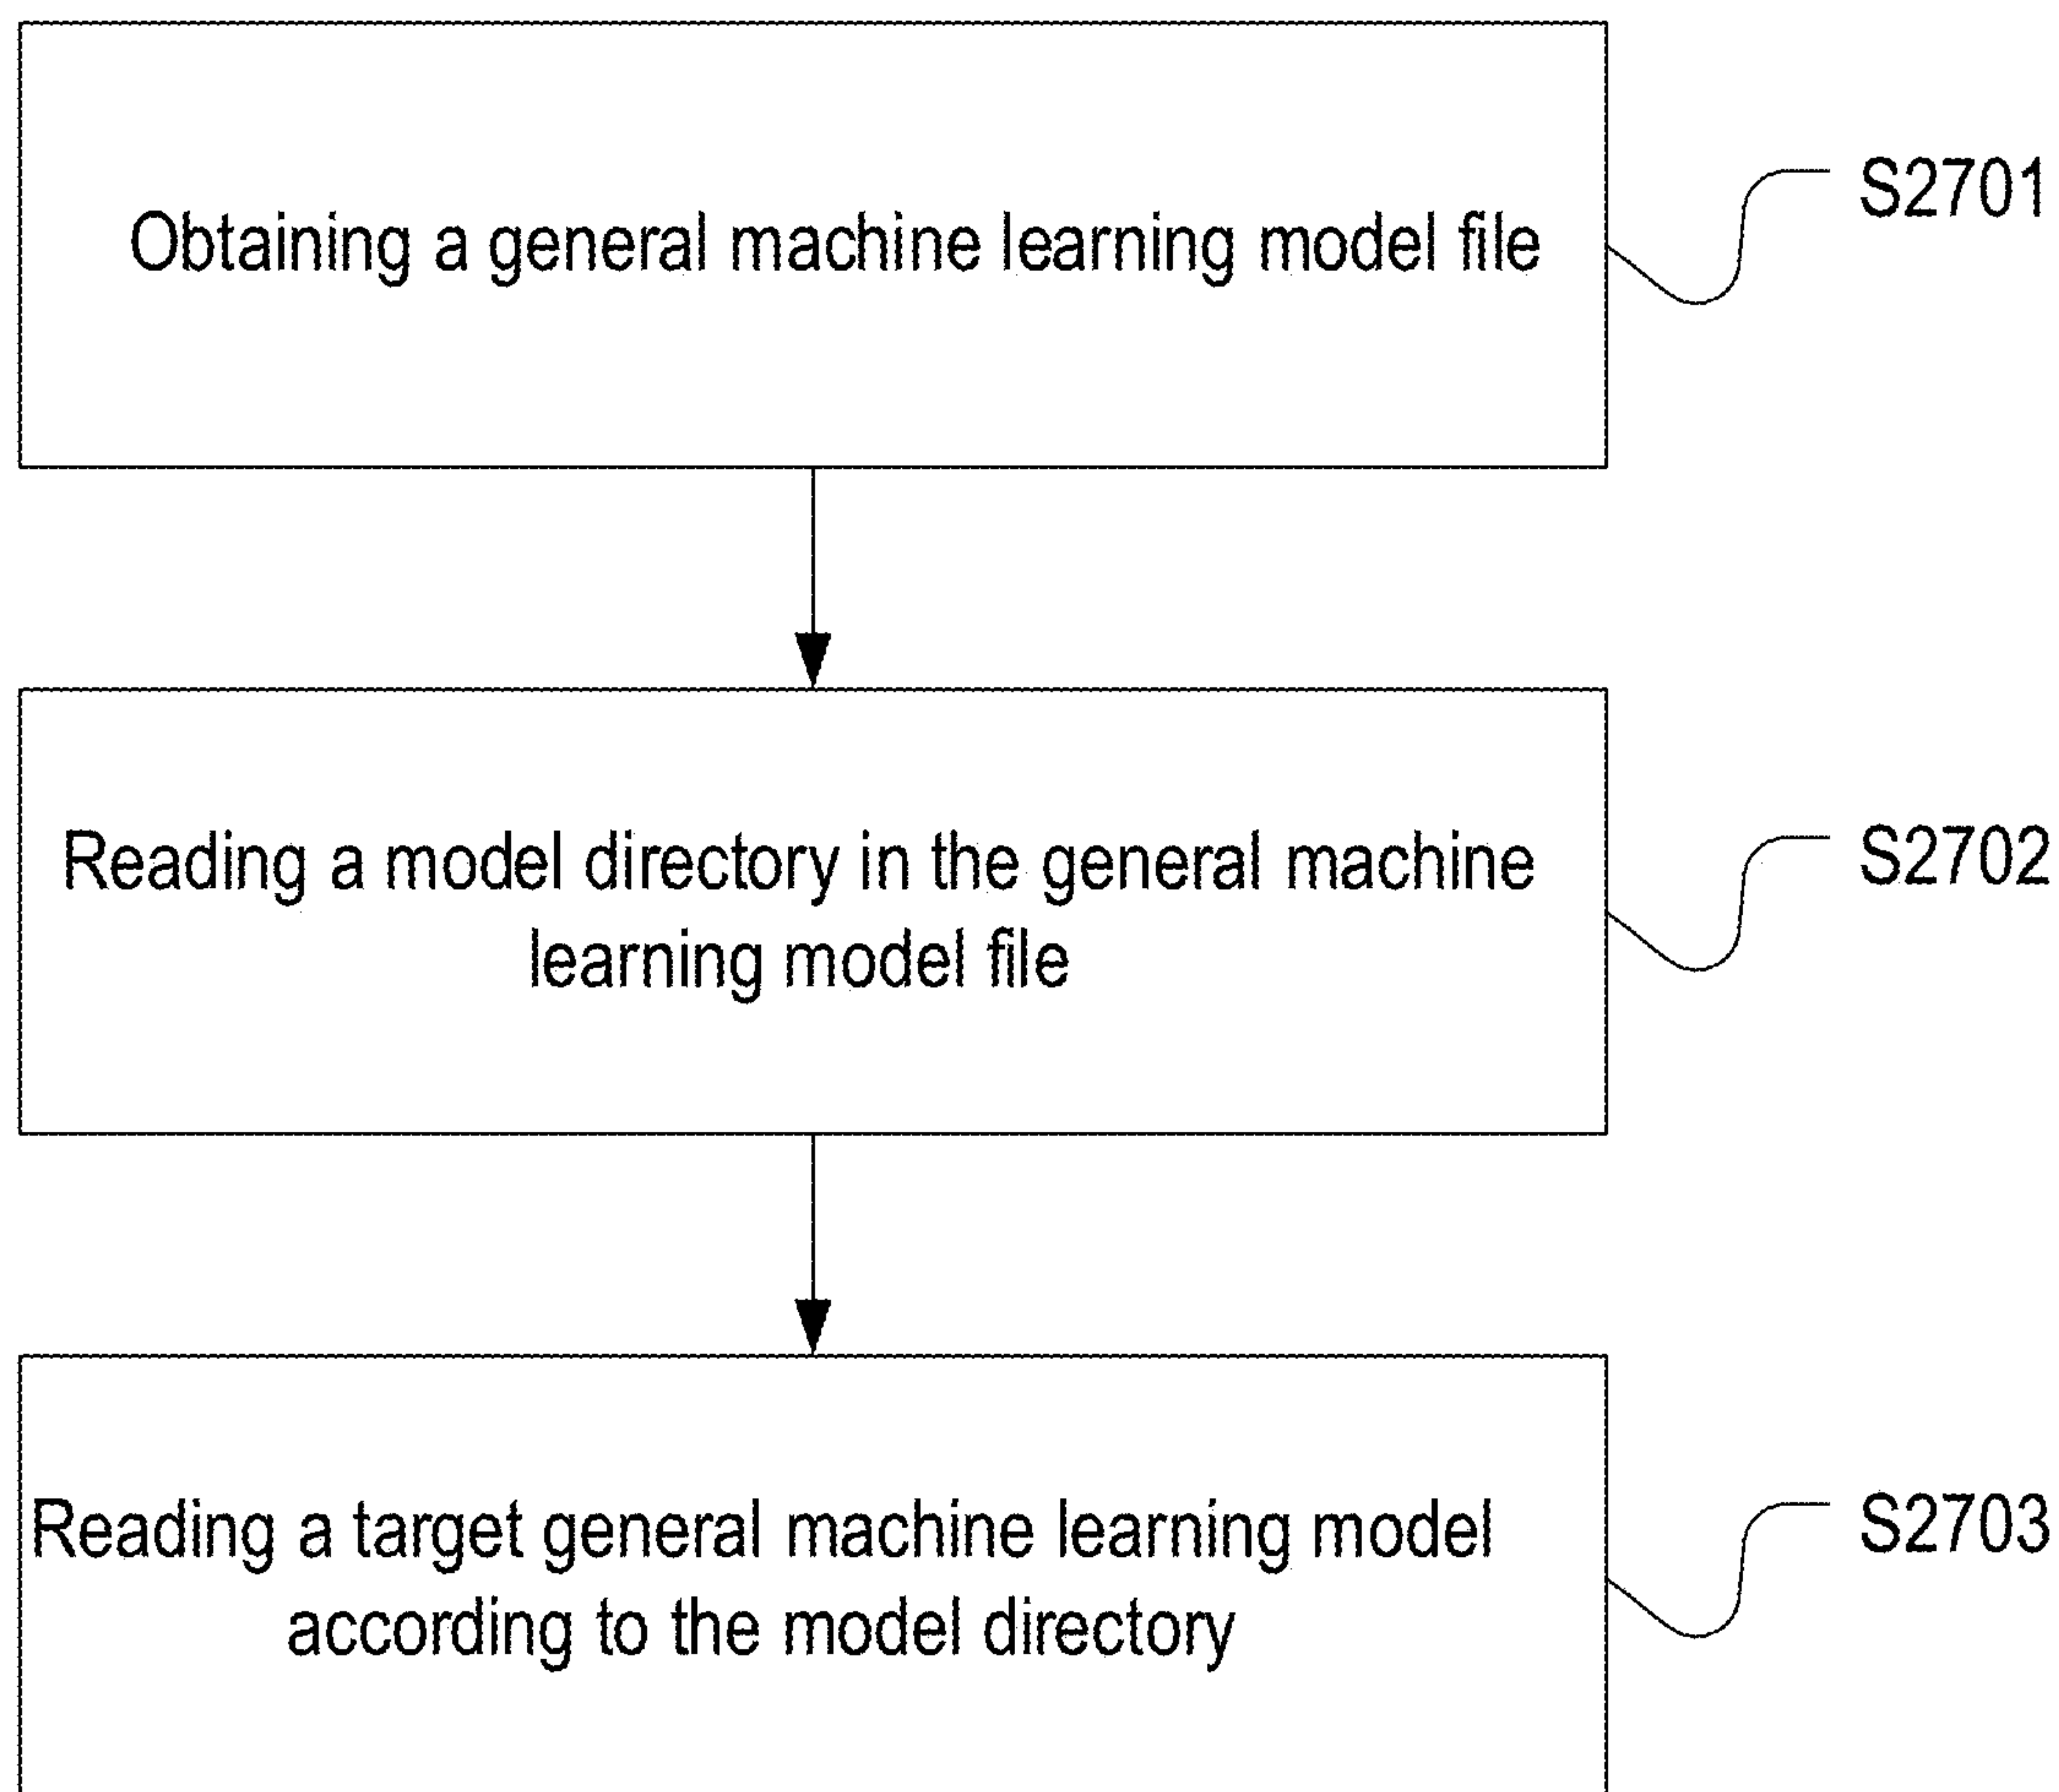 Obtaining a general machine learning model file
S2701
Reading a model directory in the general machine
learning model file
S2702
Reading a target general machine learning model
according to the model directory
S2703